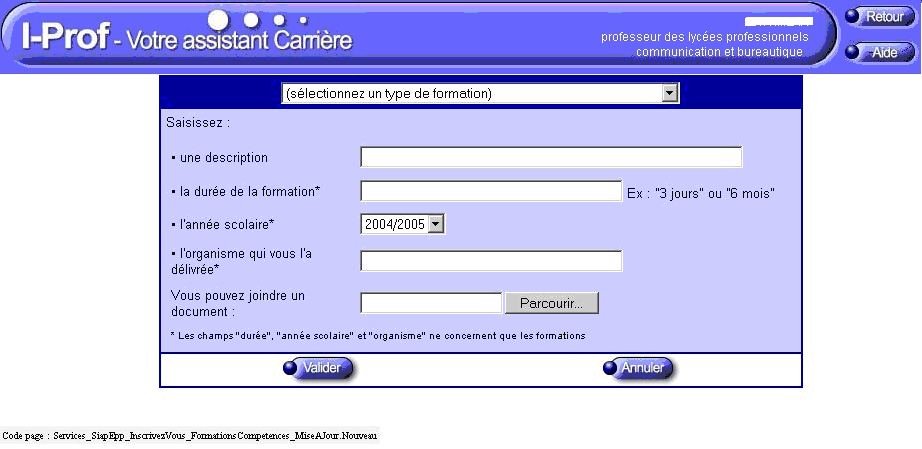 I-Prof - Votre assistant Carrière
professeur des lycées professionnels
communication et bureautique
Retour
Aide
(sélectionnez un type de formation)
Saisissez :
• une description
• la durée de la formation* Ex : "3 jours" ou "6 mois"
• l'année scolaire* 2004/2005
• l'organisme qui vous l'a
délivrée*
Vous pouvez joindre un
document : Parcourir...
* Les champs "durée", "année scolaire" et "organisme" ne concernent que les formations
Valider Annuler
Code page : Services_SiapEpp_InscrivezVous_FormationsCompetences_MiseAJour.Nouveau